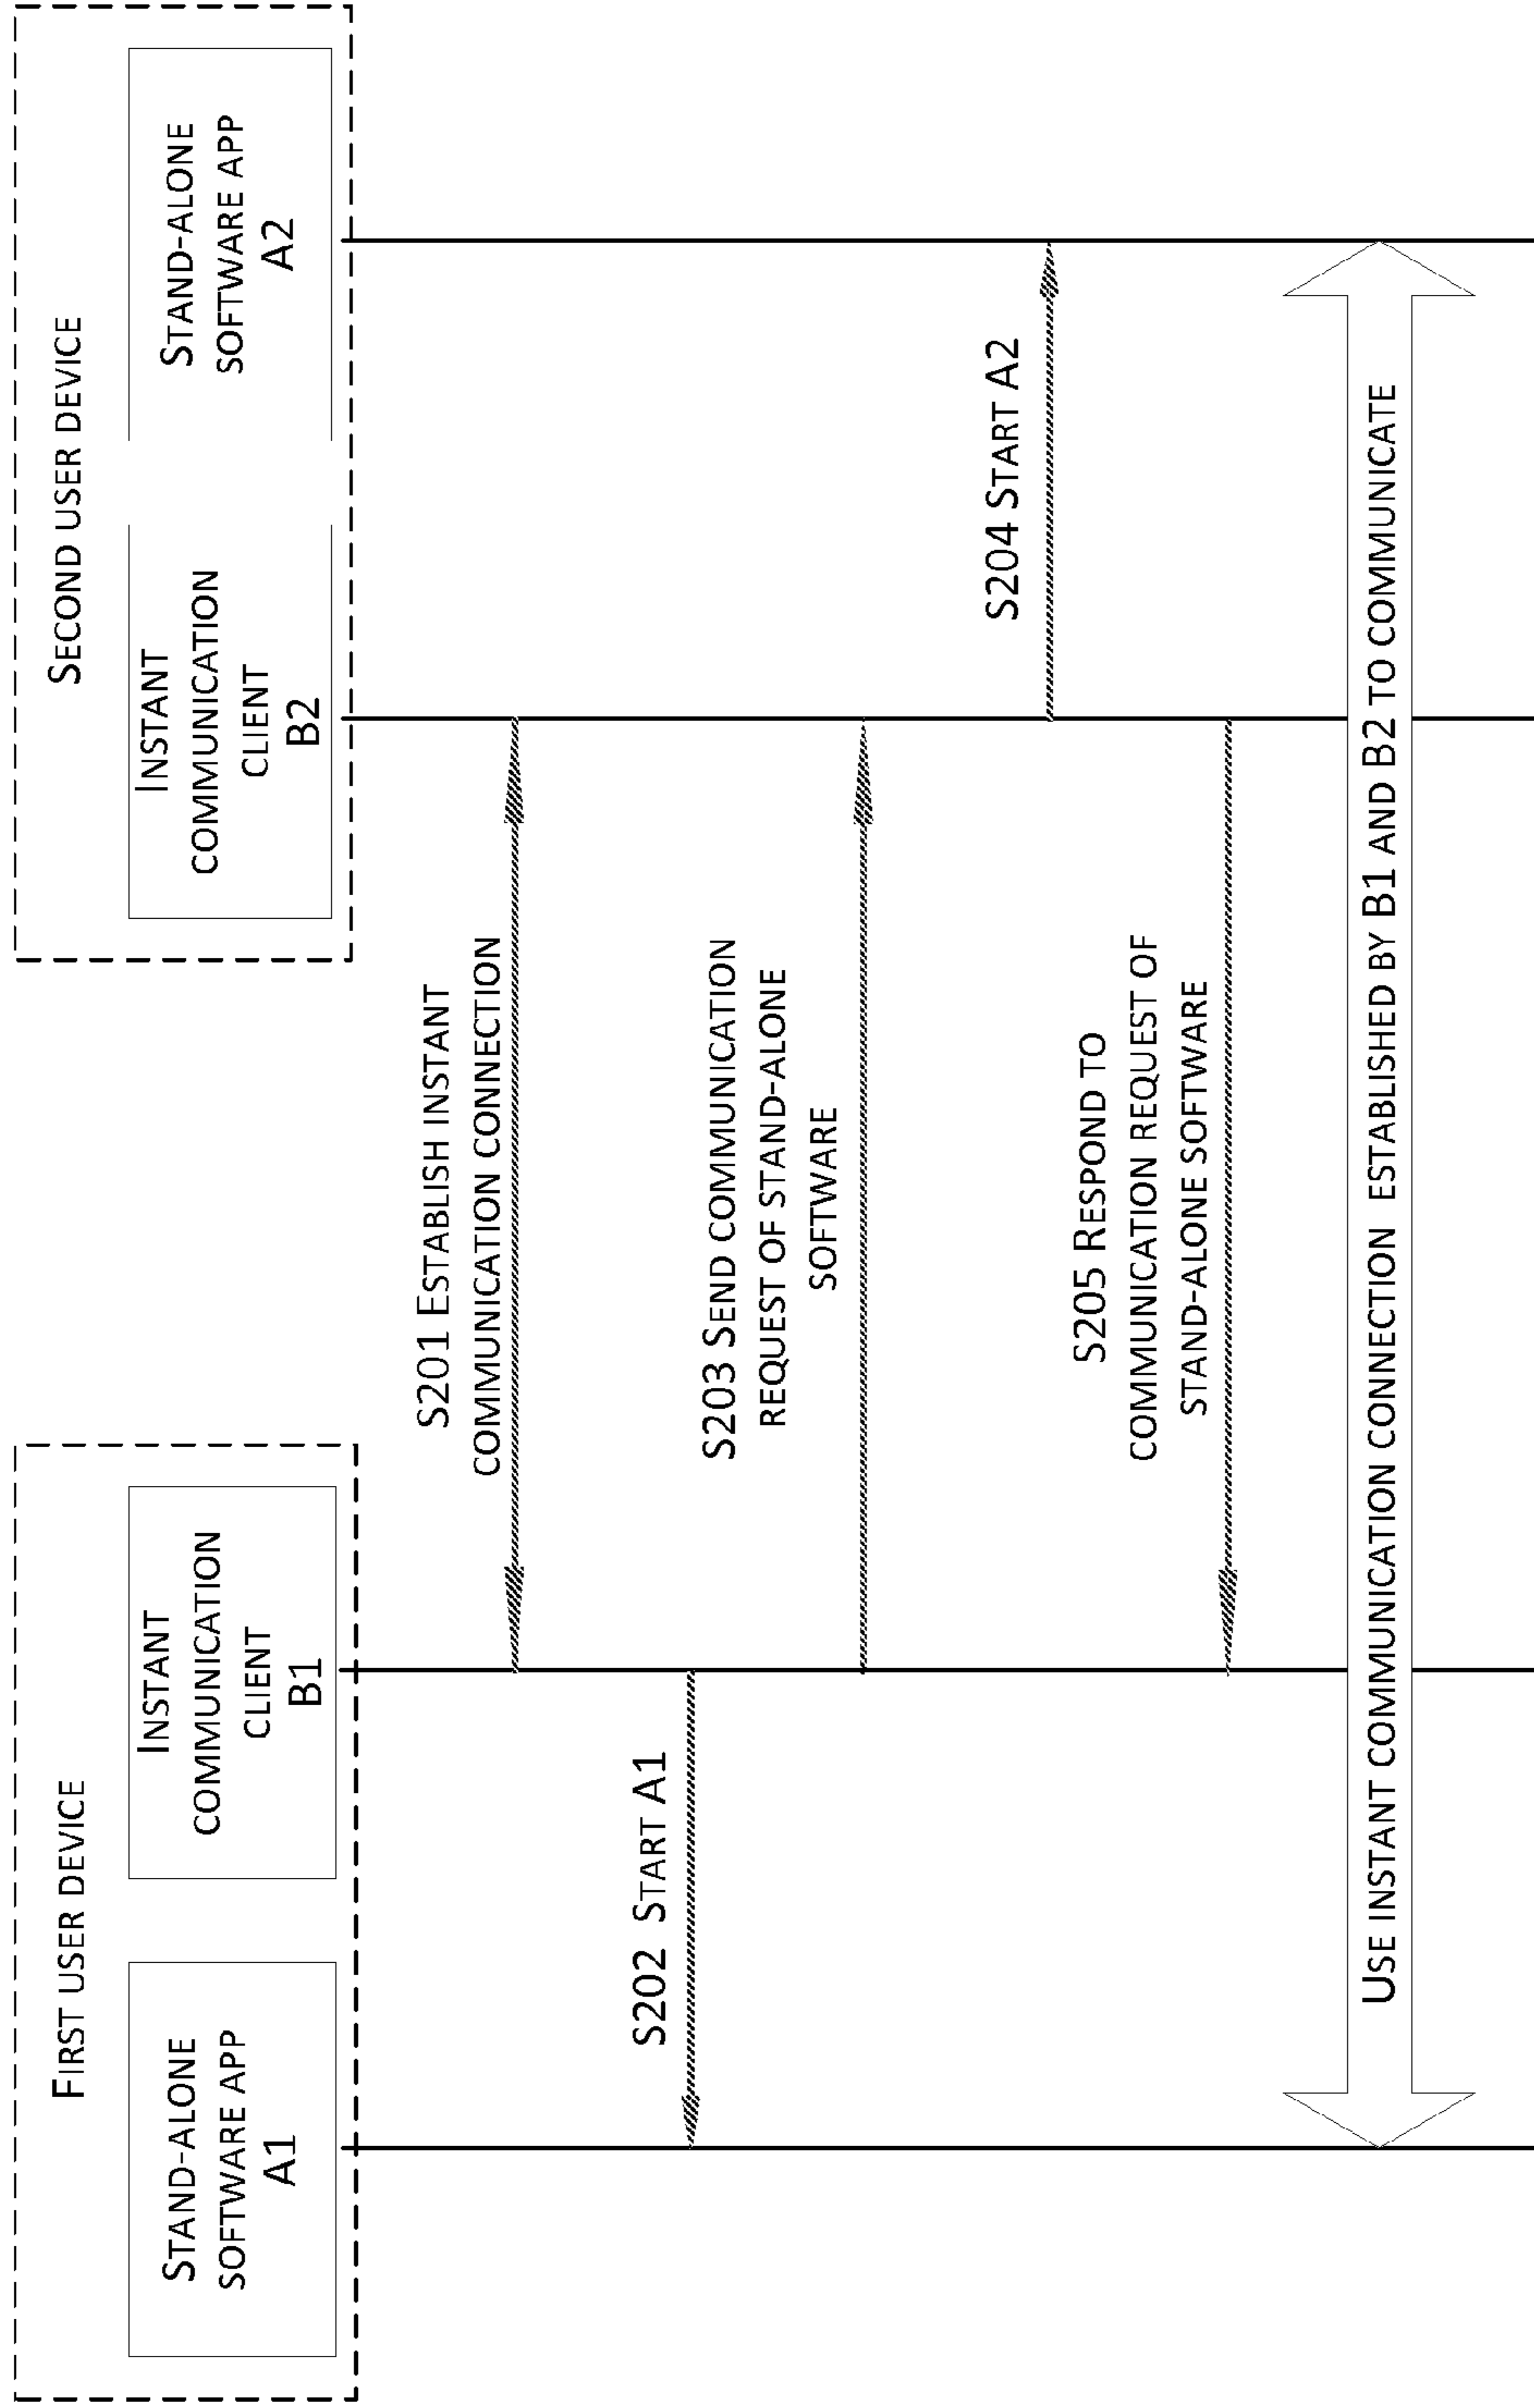 First user device
Stand-alone
software app
A1
Instant
communication
client
B1
Second user device
Instant
communication
client
B2
Stand-alone
software app
A2
S201 Establish instant
communication connection
S202 Start A1
S203 Send communication
request of stand-alone
software
S204 Start A2
S205 Respond to
communication request of
stand-alone software
Use instant communication connection established by B1 and B2 to communicate